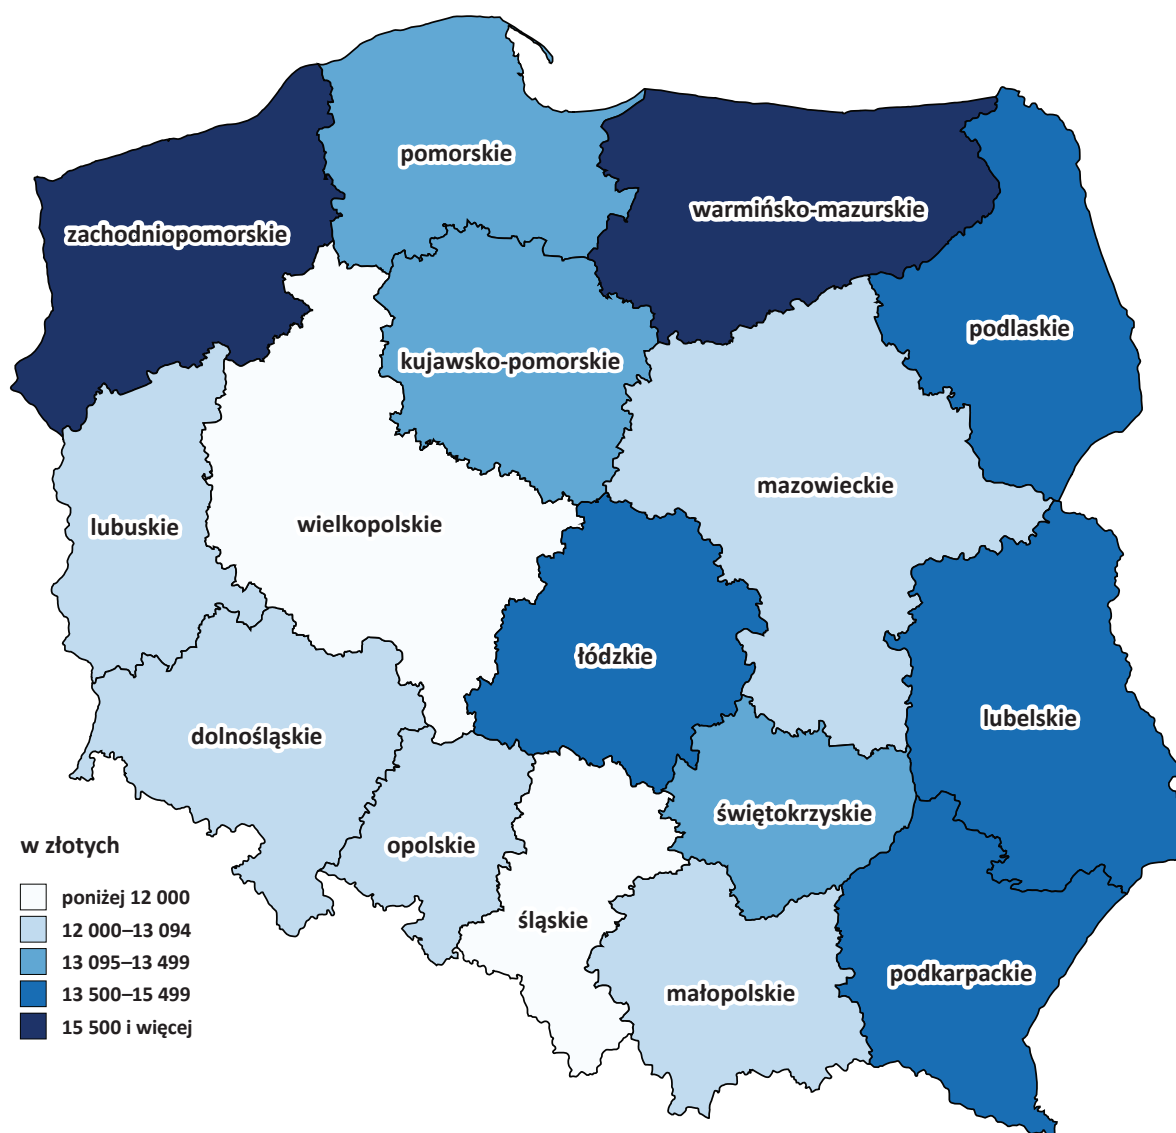 pomorskie
warmińsko-mazurskie
zachodniopomorskie
podlaskie
kujawsko-pomorskie
mazowieckie
wielkopolskie
lubuskie
łódzkie
lubelskie
dolnośląskie
świętokrzyskie
opolskie
śląskie
podkarpackie
małopolskie
w złotych
poniżej 12 000
12 000–13 094
13 095–13 499
13 500–15 499
15 500 i więcej